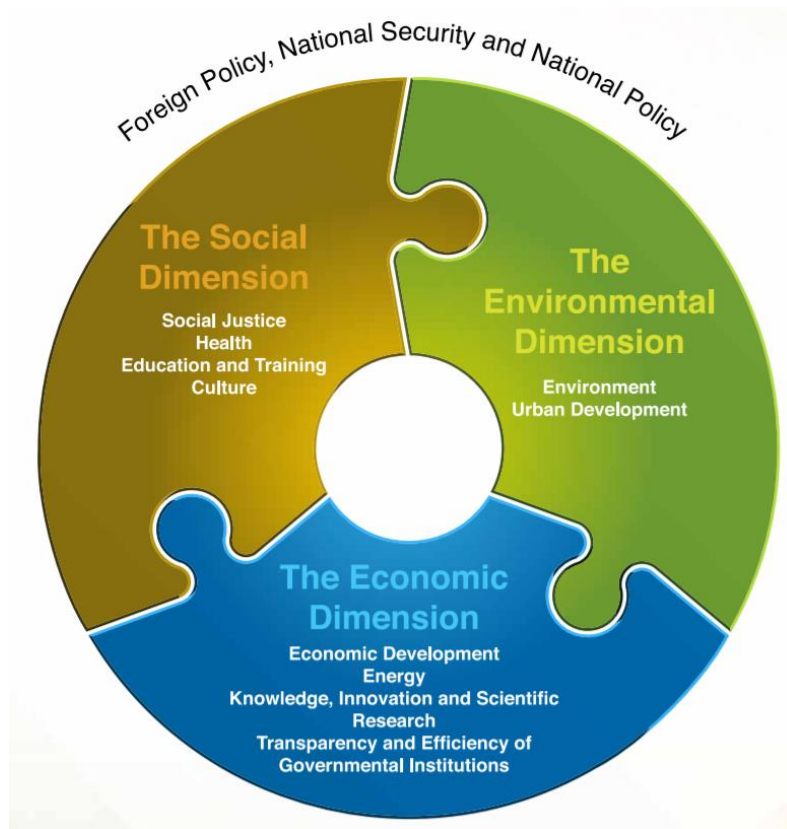 Foreign Policy, National Security and National Policy
The Social
Dimension
Social Justice
Health
Education and Training
Culture
The
Environmental
Dimension
Environment
Urban Development
The Economic
Dimension
Economic Development
Energy
Knowledge, Innovation and Scientific
Research
Transparency and Efficiency of
Governmental Institutions